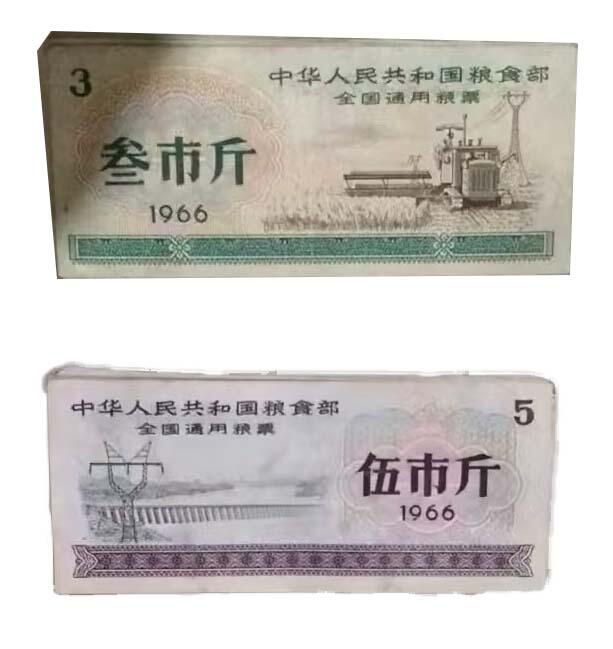 3
中华人民共和国粮食部
全国通用粮票
叁市斤
1966
中华人民共和国粮食部
全国通用粮票
5
伍市斤
1966